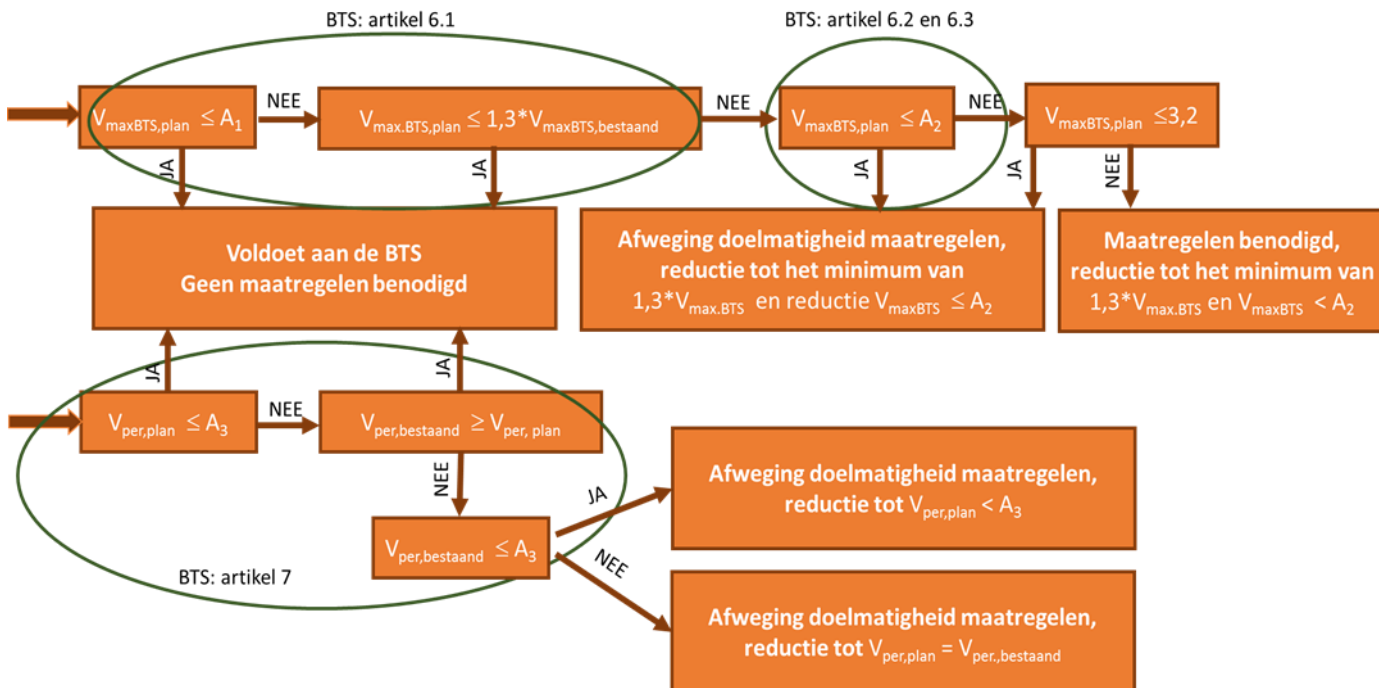 BTS: artikel 6.1
BTS: artikel 6.2 en 6.3
VmaxBTS,plan ≤ A1
NEE
Vmax.BTS,plan ≤ 1,3*VmaxBTS,bestaand
NEE
VmaxBTS,plan ≤ A2
NEE
VmaxBTS,plan ≤3,2
JA
JA
JA
JA
NEE
Voldoet aan de BTS
Geen maatregelen benodigd
Afweging doelmatigheid maatregelen,
reductie tot het minimum van
1,3*Vmax.BTS en reductie VmaxBTS ≤ A2
Maatregelen benodigd,
reductie tot het minimum van
1,3*Vmax.BTS en VmaxBTS < A2
JA
JA
Vper,plan ≤ A3
NEE
Vper,bestaand ≥ Vper, plan
NEE
Vper,bestaand ≤ A3
JA
NEE
BTS: artikel 7
Afweging doelmatigheid maatregelen,
reductie tot Vper,plan < A3
Afweging doelmatigheid maatregelen,
reductie tot Vper,plan = Vper.,bestaand